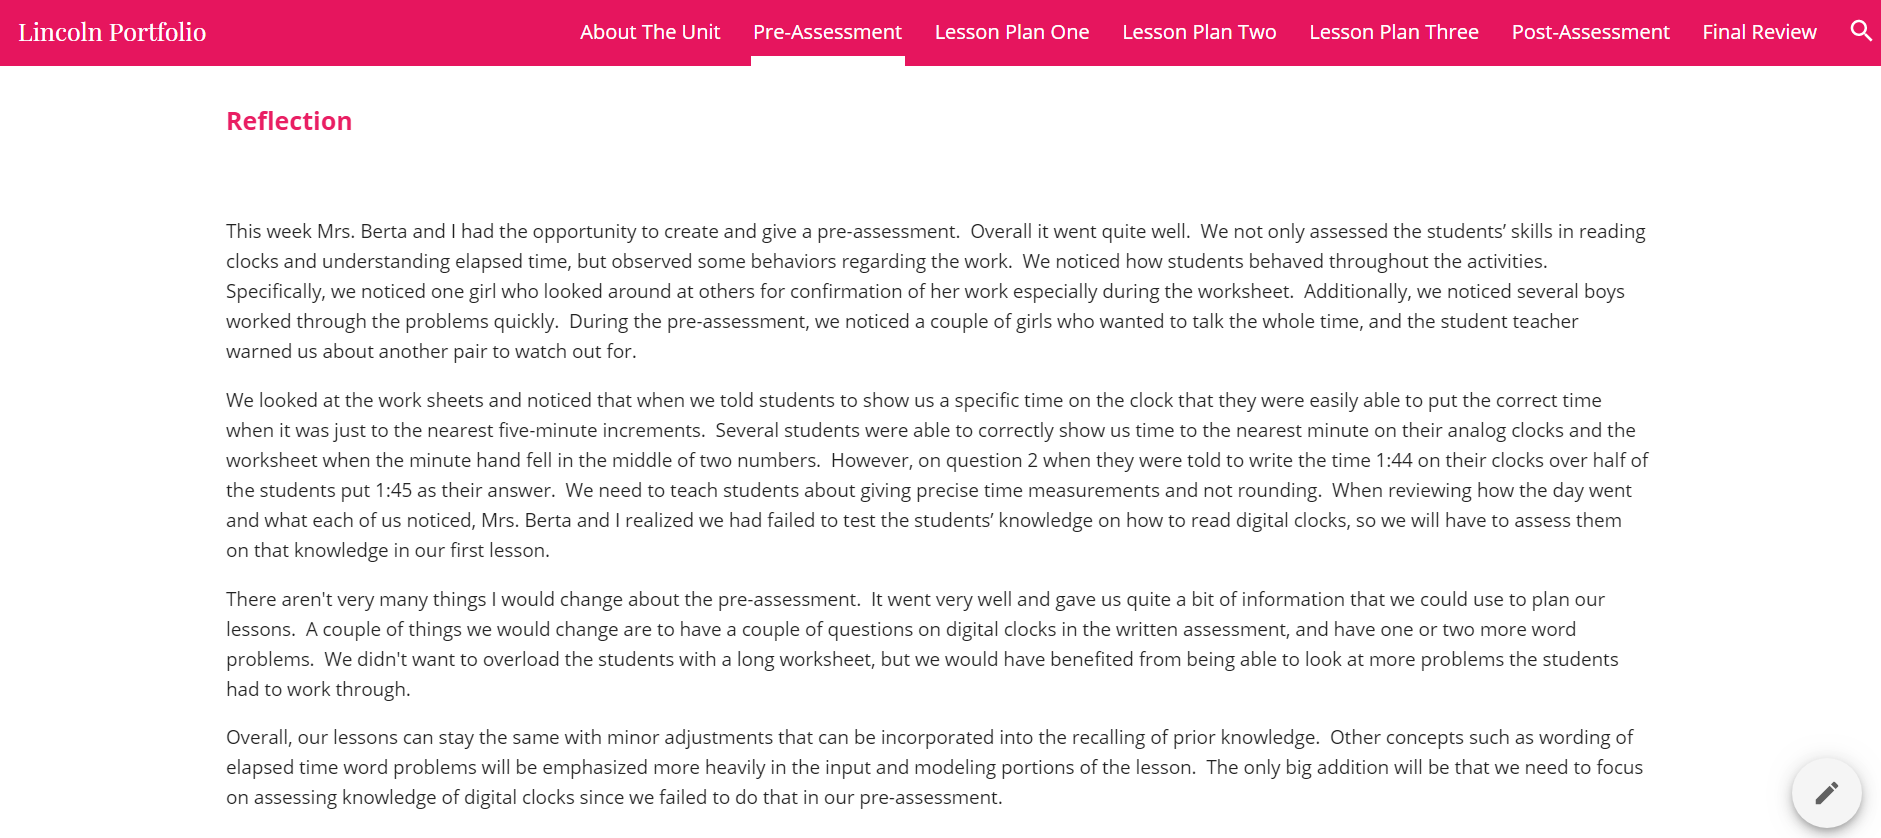 Lincoln Portfolio
About The Unit
Pre-Assessment
Lesson Plan One
Lesson Plan Two
Lesson Plan Three
Post-Assessment
Final Review
Reflection
This week Mrs. Berta and I had the opportunity to create and give a pre-assessment.  Overall it went quite well.  We not only assessed the students’ skills in reading
clocks and understanding elapsed time, but observed some behaviors regarding the work.  We noticed how students behaved throughout the activities.
Specifically, we noticed one girl who looked around at others for confirmation of her work especially during the worksheet.  Additionally, we noticed several boys
worked through the problems quickly.  During the pre-assessment, we noticed a couple of girls who wanted to talk the whole time, and the student teacher
warned us about another pair to watch out for.
We looked at the work sheets and noticed that when we told students to show us a specific time on the clock that they were easily able to put the correct time
when it was just to the nearest five-minute increments.  Several students were able to correctly show us time to the nearest minute on their analog clocks and the
worksheet when the minute hand fell in the middle of two numbers.  However, on question 2 when they were told to write the time 1:44 on their clocks over half of
the students put 1:45 as their answer.  We need to teach students about giving precise time measurements and not rounding.  When reviewing how the day went
and what each of us noticed, Mrs. Berta and I realized we had failed to test the students’ knowledge on how to read digital clocks, so we will have to assess them
on that knowledge in our first lesson.
There aren't very many things I would change about the pre-assessment.  It went very well and gave us quite a bit of information that we could use to plan our
lessons.  A couple of things we would change are to have a couple of questions on digital clocks in the written assessment, and have one or two more word
problems.  We didn't want to overload the students with a long worksheet, but we would have benefited from being able to look at more problems the students
had to work through.
Overall, our lessons can stay the same with minor adjustments that can be incorporated into the recalling of prior knowledge.  Other concepts such as wording of
elapsed time word problems will be emphasized more heavily in the input and modeling portions of the lesson.  The only big addition will be that we need to focus
on assessing knowledge of digital clocks since we failed to do that in our pre-assessment.